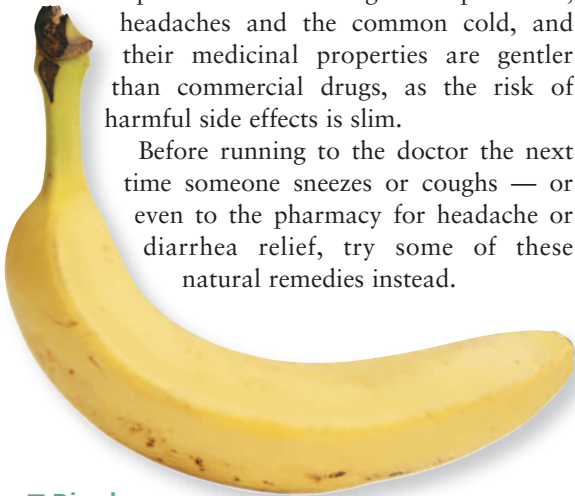 headaches and the common cold, and
their medicinal properties are gentler
than commercial drugs, as the risk of
harmful side effects is slim.
Before running to the doctor the next
time someone sneezes or coughs — or
even to the pharmacy for headache or
diarrhea relief, try some of these
natural remedies instead.